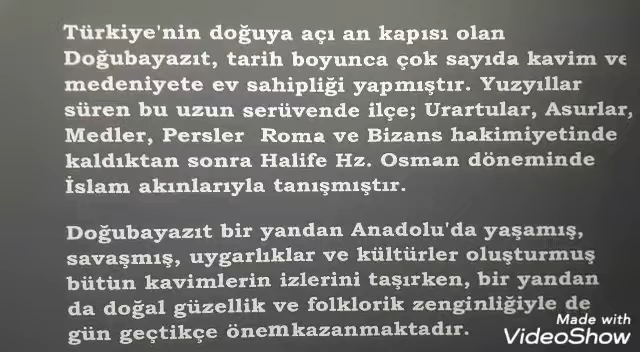 Türkiye'nin doğuya açı an kapısı olan
Doğubayazıt, tarih boyunca çok sayıda kavim ve
medeniyete ev sahipliği yapmıştır. Yuzyıllar
süren bu uzun serüvende ilçe; Urartular, Asurlar,
Medler, Persler Roma ve Bizans hakimiyetinde
kaldıktan sonra Halife Hz. Osman döneminde
İslam akınlarıyla tanışmıştır.
Doğubayazıt bir yandan Anadolu'da yaşamış,
savaşmış, uygarlıklar ve kültürler oluşturmuş
bütün kavimlerin izlerini taşırken, bir yandan
da doğal güzellik ve folklorik zenginliğiyle de
gün geçtikçe önemkazanmaktadır.
Made with
VideoShow